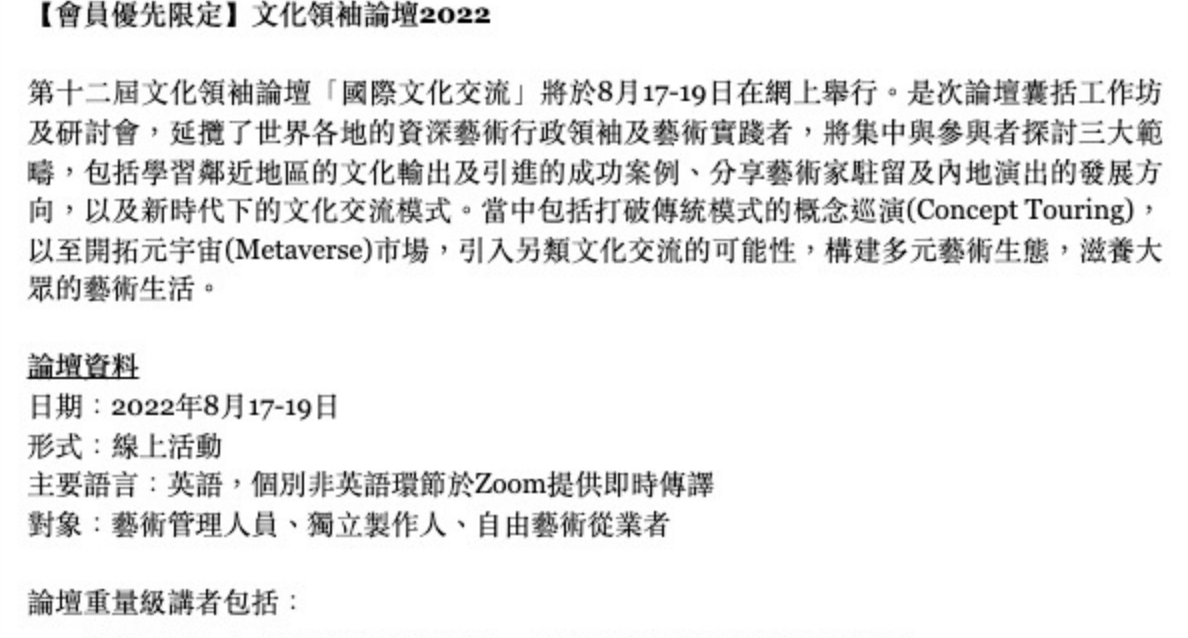 【會員優先限定】文化領袖論壇2022
第十二屆文化領袖論壇「國際文化交流」將於8月17-19日在網上舉行。是次論壇囊括工作坊
及研討會，延攬了世界各地的資深藝術行政領袖及藝術實踐者，將集中與參與者探討三大範
疇，包括學習鄰近地區的文化輸出及引進的成功案例、分享藝術家駐留及內地演出的發展方
向，以及新時代下的文化交流模式。當中包括打破傳統模式的概念巡演(Concept Touring)，
以至開拓元宇宙(Metaverse)市場，引入另類文化交流的可能性，構建多元藝術生態，滋養大
眾的藝術生活。
論壇資料
日期：2022年8月17-19日
形式：線上活動
主要語言：英語，個別非英語環節於Zoom提供即時傳譯
對象：藝術管理人員、獨立製作人、自由藝術從業者
論壇重量級講者包括：